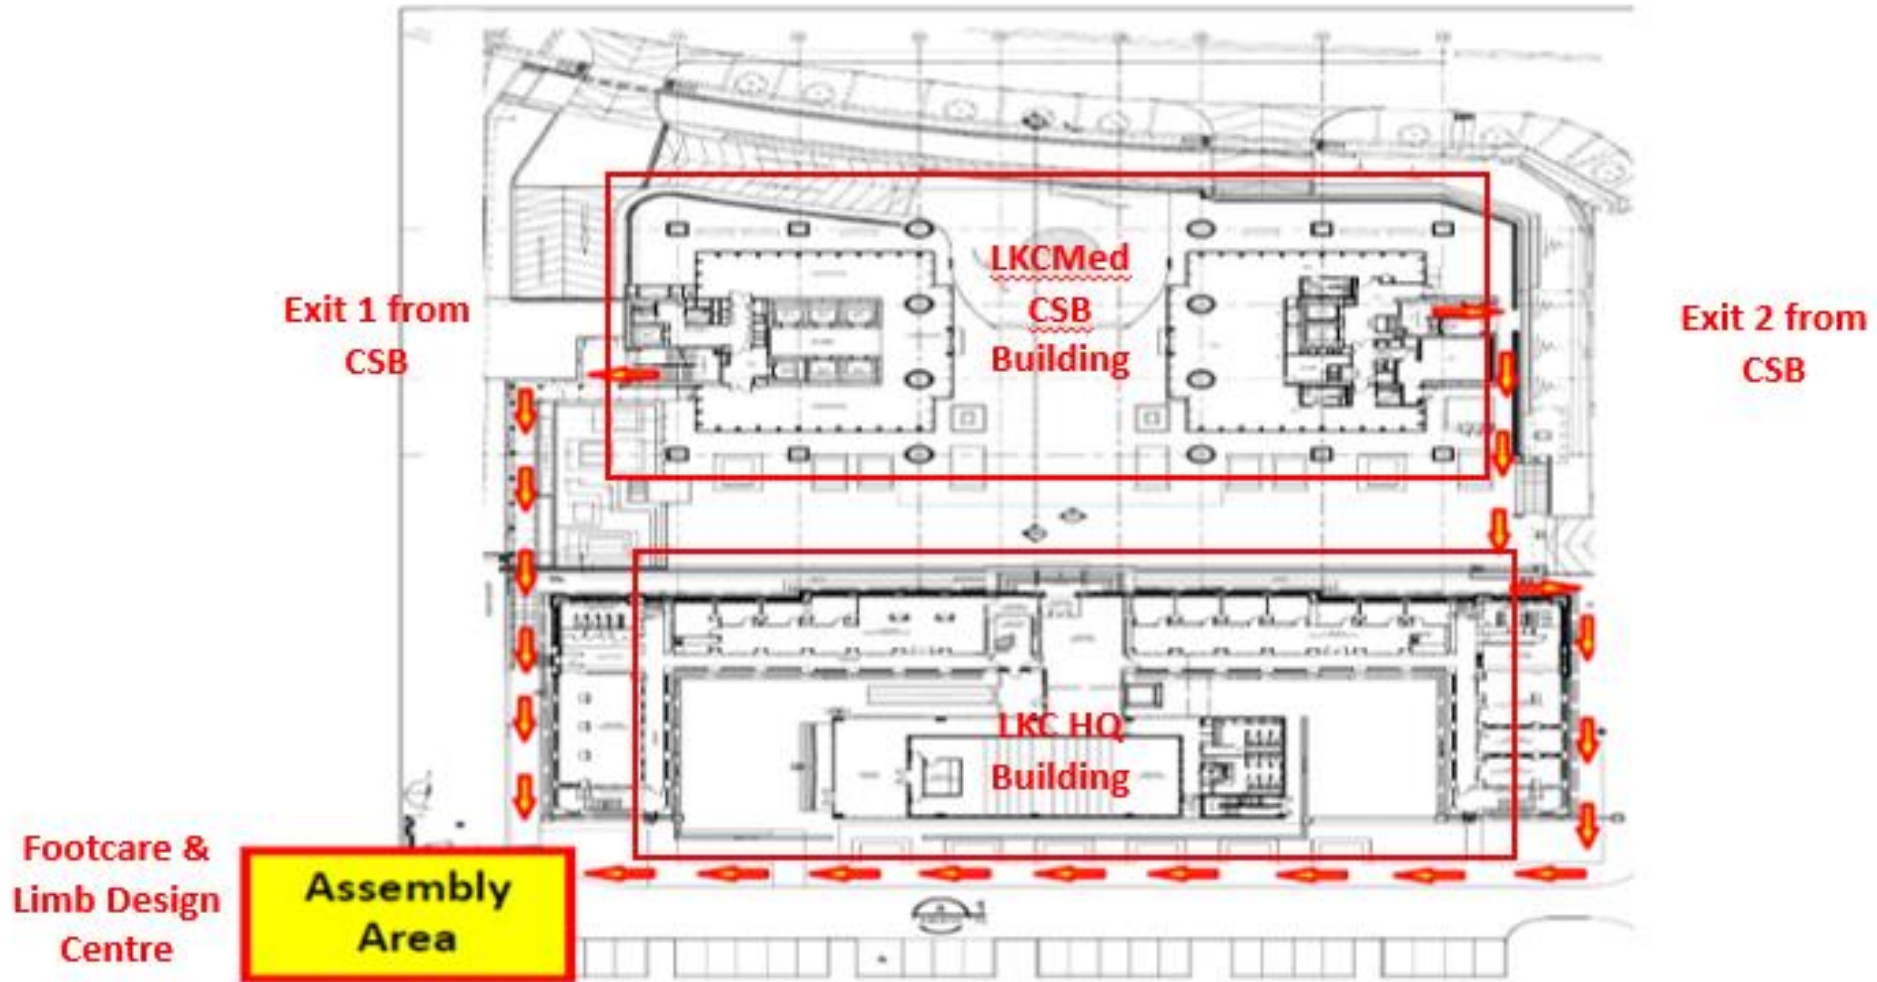 LKCMed
CSB
Building
Exit 1 from
CSB
Exit 2 from
CSB
LKC HQ
Building
Footcare &
Limb Design
Centre
Assembly
Area